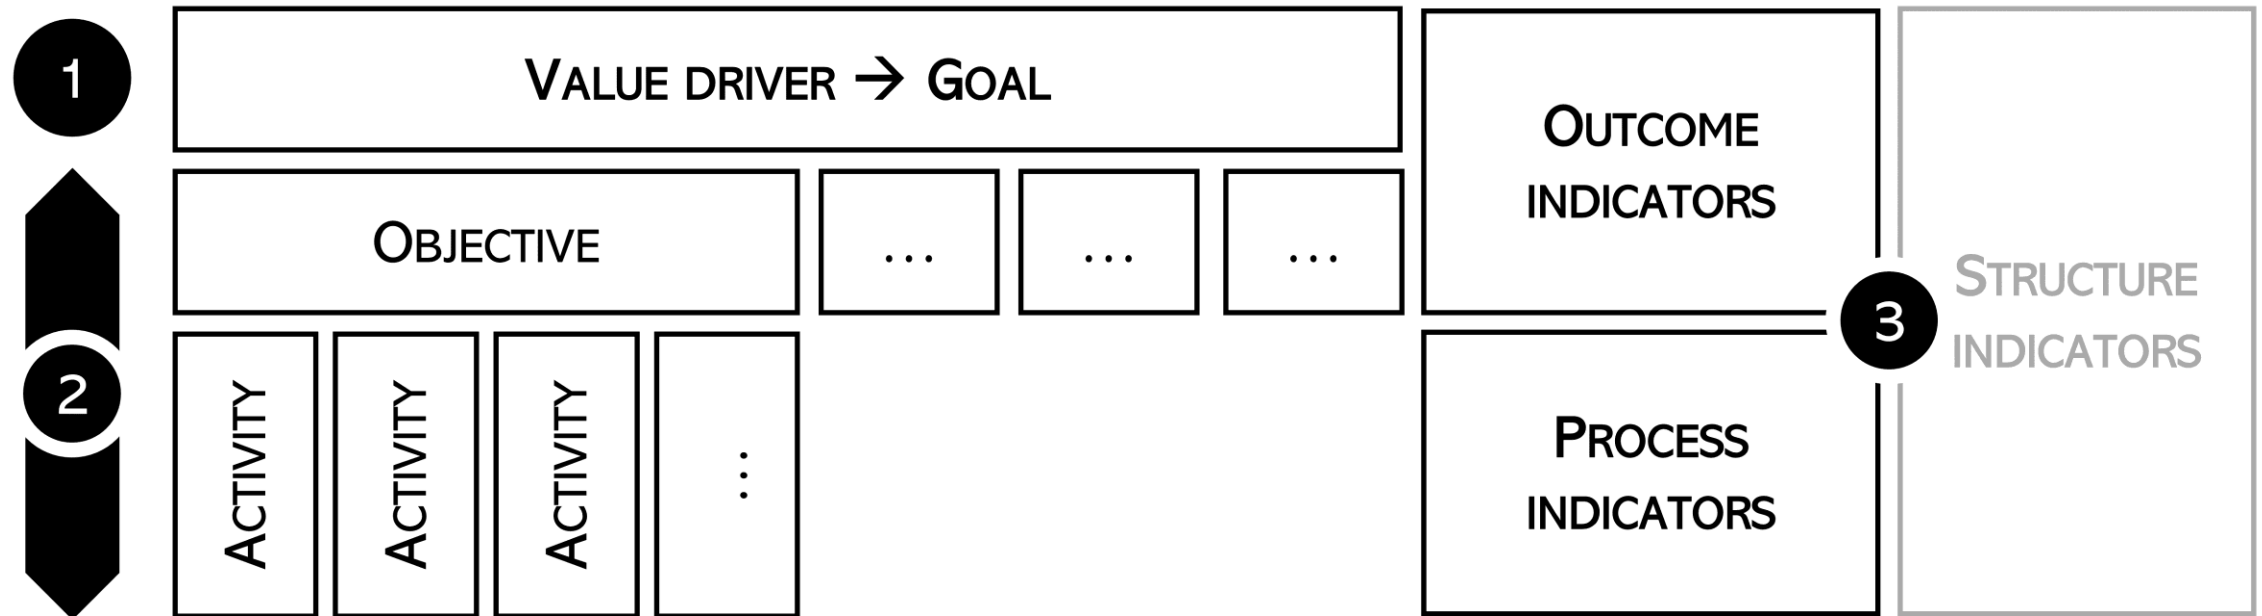 1
VALUE DRIVER → GOAL
OUTCOME
INDICATORS
OBJECTIVE
...
...
...
STRUCTURE
INDICATORS
3
2
ACTIVITY
ACTIVITY
ACTIVITY
...
PROCESS
INDICATORS